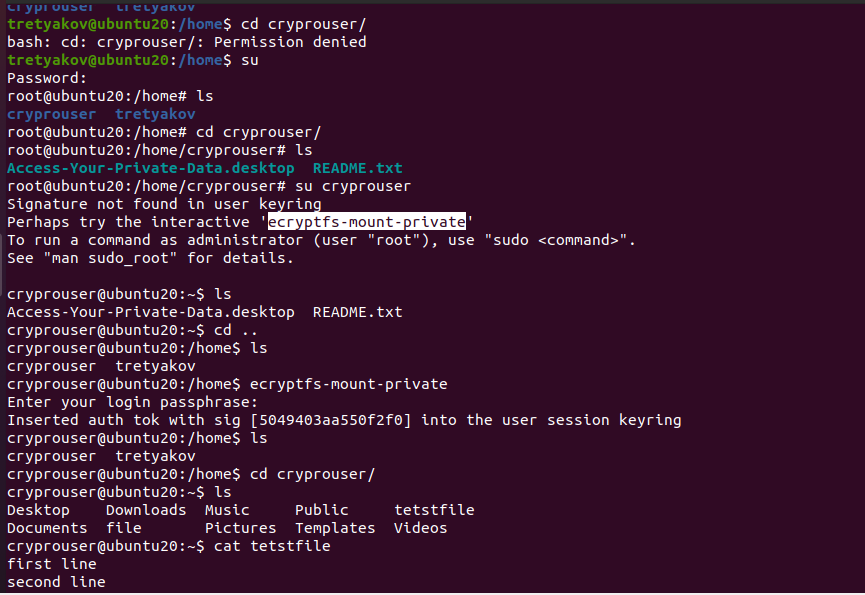 cryprouser  tretyakov
tretyakov@ubuntu20:/home$ cd cryprouser/
bash: cd: cryprouser/: Permission denied
tretyakov@ubuntu20:/home$ su
Password:
root@ubuntu20:/home# ls
cryprouser  tretyakov
root@ubuntu20:/home# cd cryprouser/
root@ubuntu20:/home/cryprouser# ls
Access-Your-Private-Data.desktop  README.txt
root@ubuntu20:/home/cryprouser# su cryprouser
Signature not found in user keyring
Perhaps try the interactive 'ecryptfs-mount-private'
To run a command as administrator (user "root"), use "sudo <command>".
See "man sudo_root" for details.

cryprouser@ubuntu20:~$ ls
Access-Your-Private-Data.desktop  README.txt
cryprouser@ubuntu20:~$ cd ..
cryprouser@ubuntu20:/home$ ls
cryprouser  tretyakov
cryprouser@ubuntu20:/home$ ecryptfs-mount-private
Enter your login passphrase:
Inserted auth tok with sig [5049403aa550f2f0] into the user session keyring
cryprouser@ubuntu20:/home$ ls
cryprouser  tretyakov
cryprouser@ubuntu20:/home$ cd cryprouser/
cryprouser@ubuntu20:~$ ls
Desktop    Downloads  Music     Public     tetstfile
Documents  file       Pictures  Templates  Videos
cryprouser@ubuntu20:~$ cat tetstfile
first line
second line